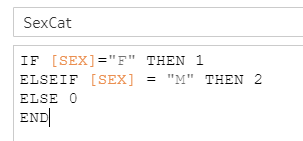 SexCat
IF [SEX]="F" THEN 1
ELSEIF [SEX] = "M" THEN 2
ELSE 0
END